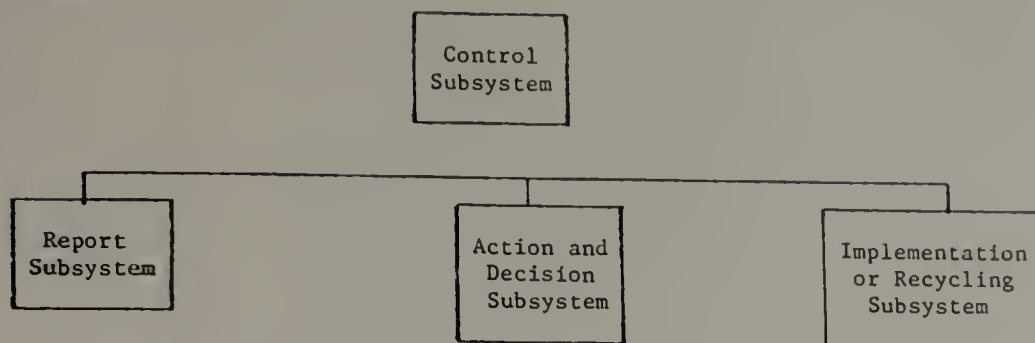 Control
Subsystem
Report
Subsystem
Action and
Decision
Subsystem
Implementation
or Recycling
Subsystem